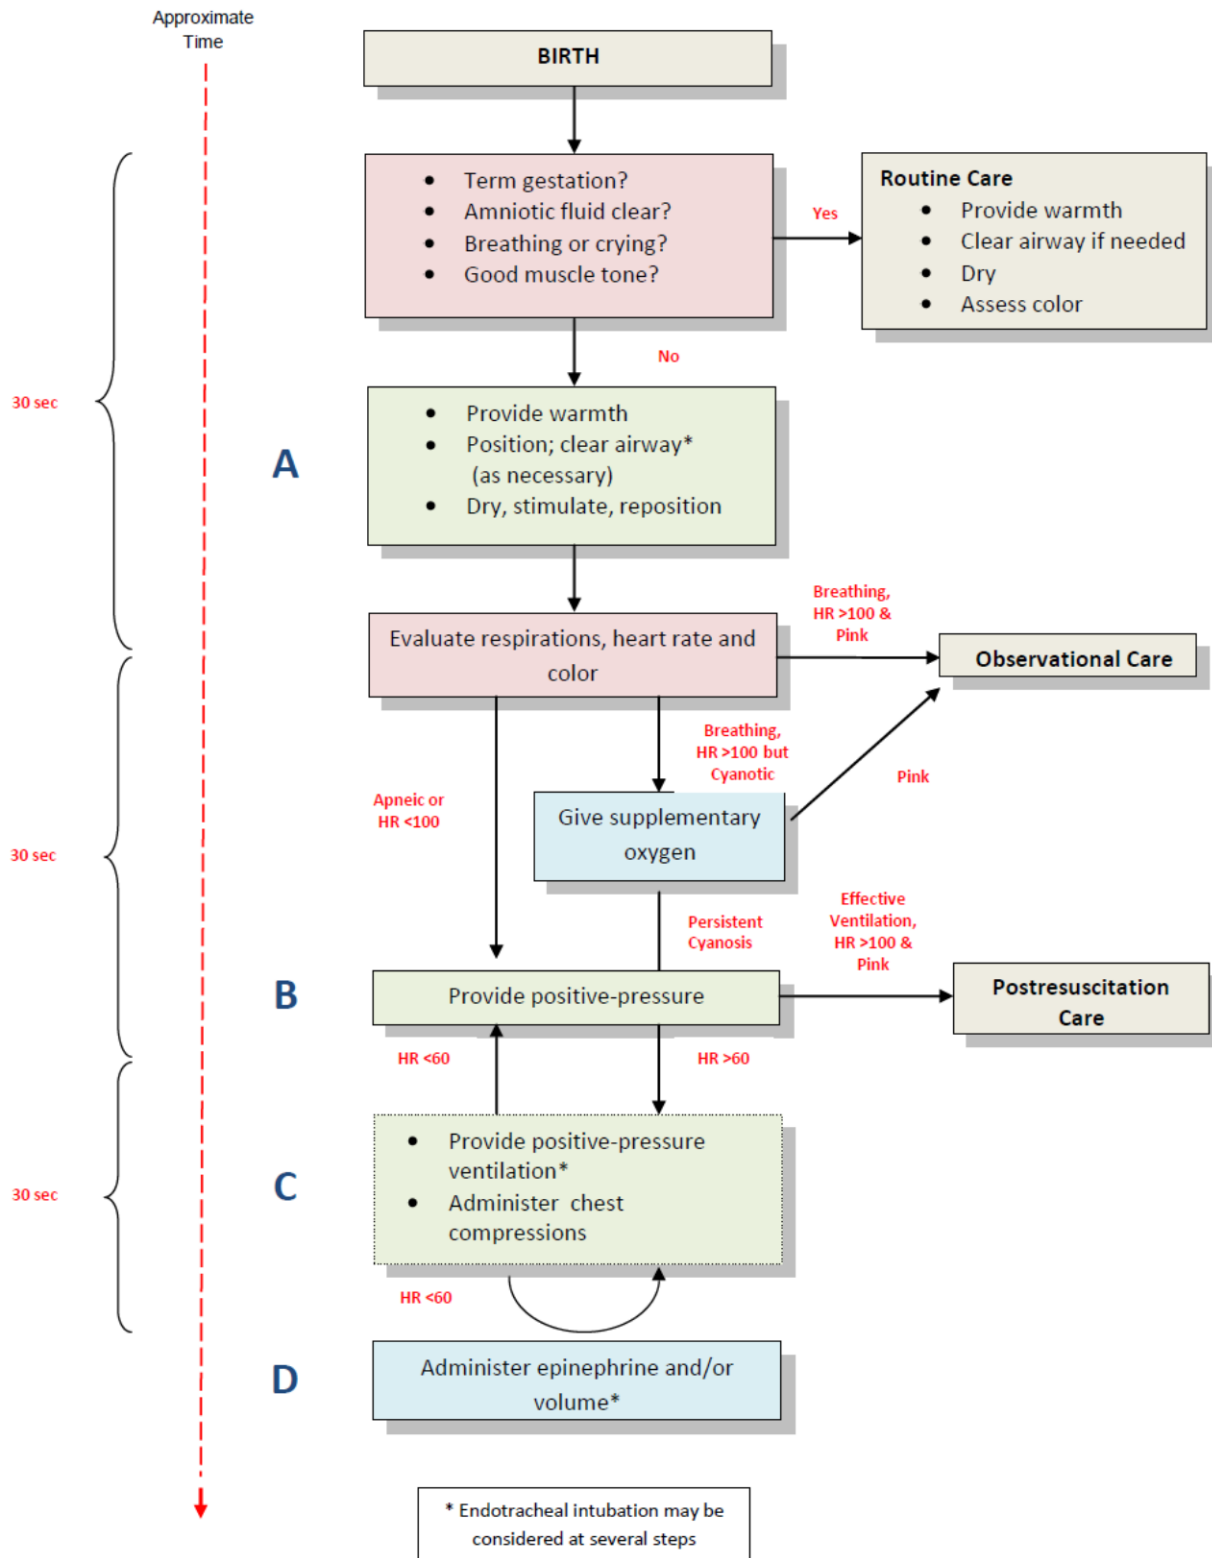 Approximate
Time
BIRTH
• Term gestation?
• Amniotic fluid clear?
• Breathing or crying?
• Good muscle tone?
Yes
Routine Care
• Provide warmth
• Clear airway if needed
• Dry
• Assess color
No
30 sec
A
• Provide warmth
• Position; clear airway*
(as necessary)
• Dry, stimulate, reposition
Breathing,
HR >100 &
Pink
Evaluate respirations, heart rate and
color
Observational Care
Breathing,
HR >100 but
Cyanotic
Pink
Apneic or
HR <100
Give supplementary
oxygen
30 sec
Persistent
Cyanosis
Effective
Ventilation,
HR >100 &
Pink
B
Provide positive-pressure
Postresuscitation
Care
HR <60
HR >60
30 sec
C
• Provide positive-pressure
ventilation*
• Administer chest
compressions
HR <60
D
Administer epinephrine and/or
volume*
* Endotracheal intubation may be
considered at several steps